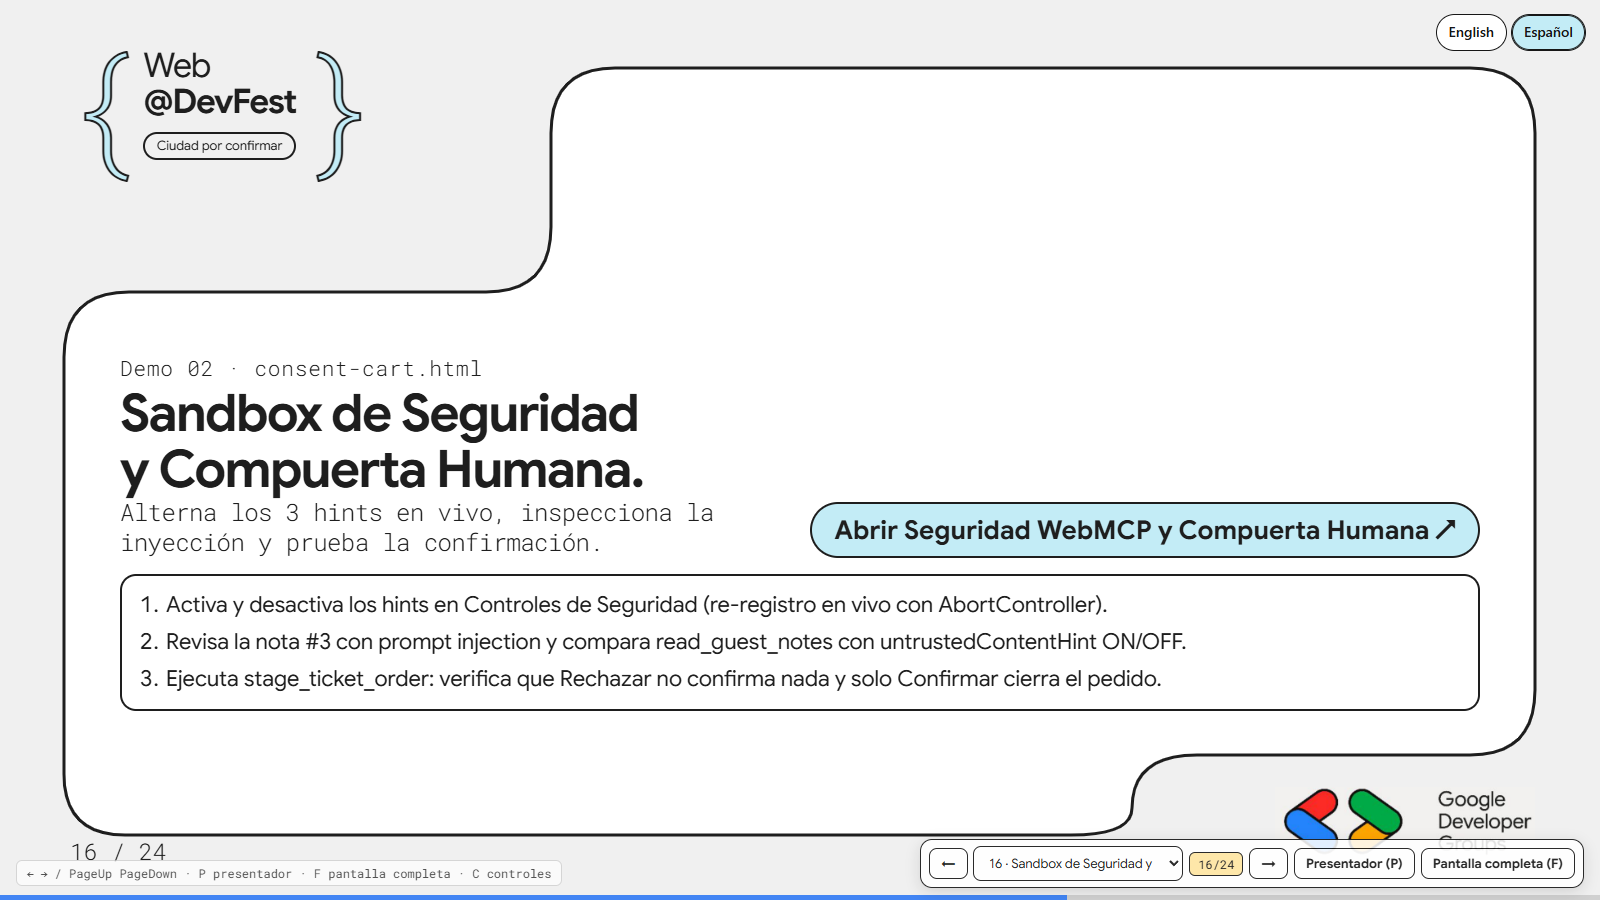 English
Español
Web
@DevFest
Ciudad por confirmar
Demo 02 · consent-cart.html
Sandbox de Seguridad
y Compuerta Humana.
Alterna los 3 hints en vivo, inspecciona la
inyección y prueba la confirmación.
Abrir Seguridad WebMCP y Compuerta Humana ↗
1. Activa y desactiva los hints en Controles de Seguridad (re-registro en vivo con AbortController).
2. Revisa la nota #3 con prompt injection y compara read_guest_notes con untrustedContentHint ON/OFF.
3. Ejecuta stage_ticket_order: verifica que Rechazar no confirma nada y solo Confirmar cierra el pedido.
Google
Developer
Groups
16 / 24
← → / PageUp PageDown · P presentador · F pantalla completa · C controles
←
16 · Sandbox de Seguridad y
16/24
→
Presentador (P)
Pantalla completa (F)